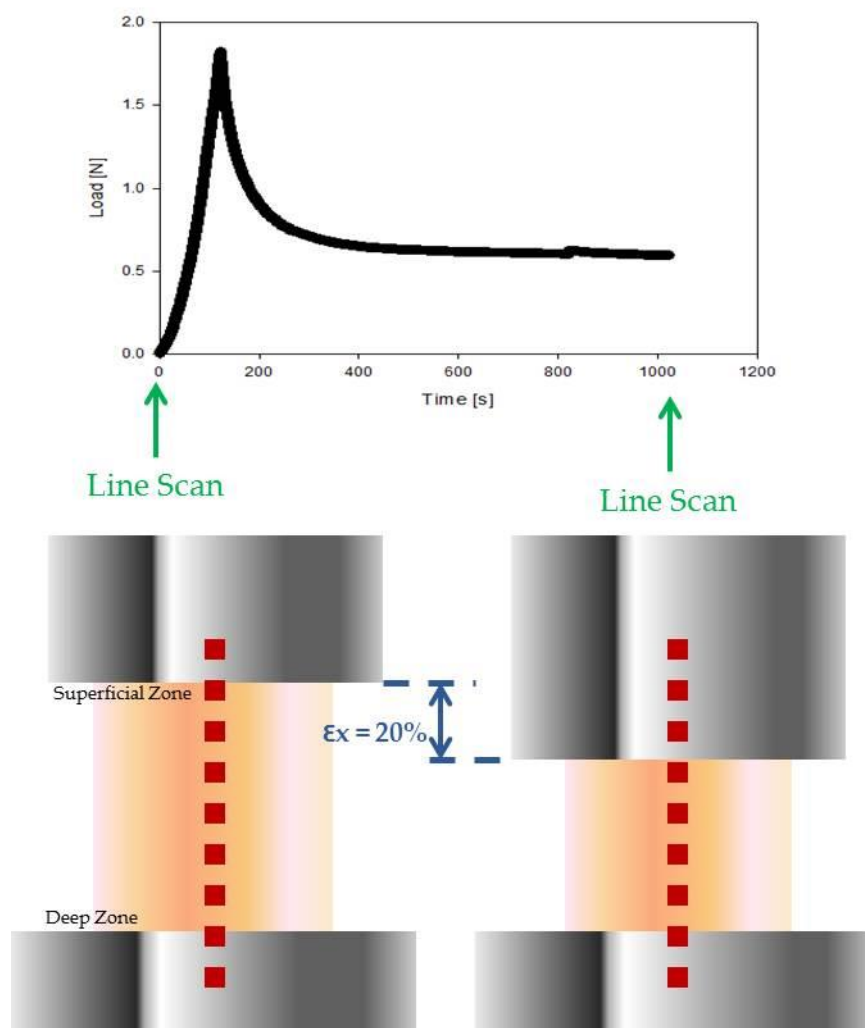 2.0
1.5
1.0
0.5
0.0
Load [N]
0 200 400 600 800 1000 1200
Time [s]
Line Scan
Line Scan
Superficial Zone
Ɛx = 20%
Deep Zone